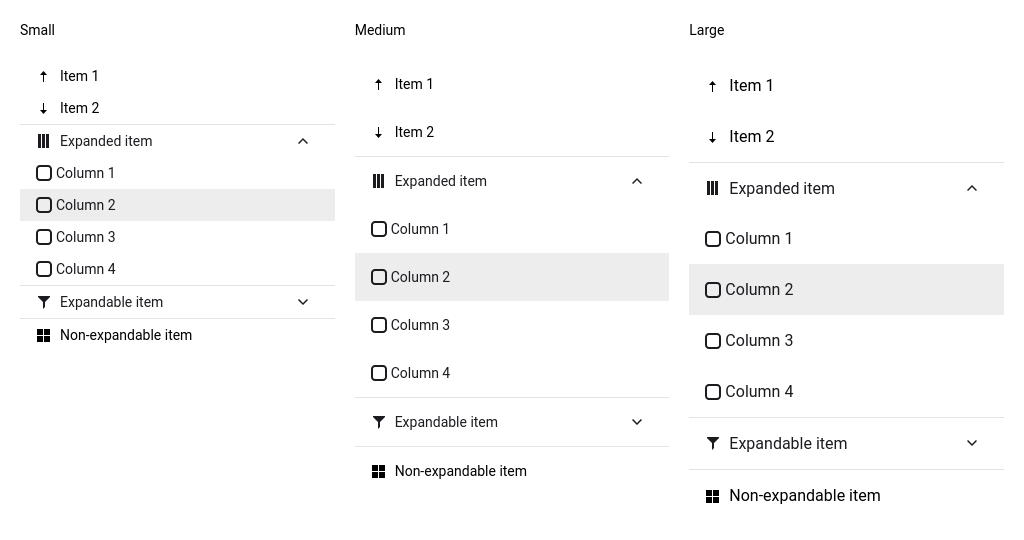 Small
Item 1
Item 2
Expanded item
Column 1
Column 2
Column 3
Column 4
Expandable item
Non-expandable item
Medium
Item 1
Item 2
Expanded item
Column 1
Column 2
Column 3
Column 4
Expandable item
Non-expandable item
Large
Item 1
Item 2
Expanded item
Column 1
Column 2
Column 3
Column 4
Expandable item
Non-expandable item